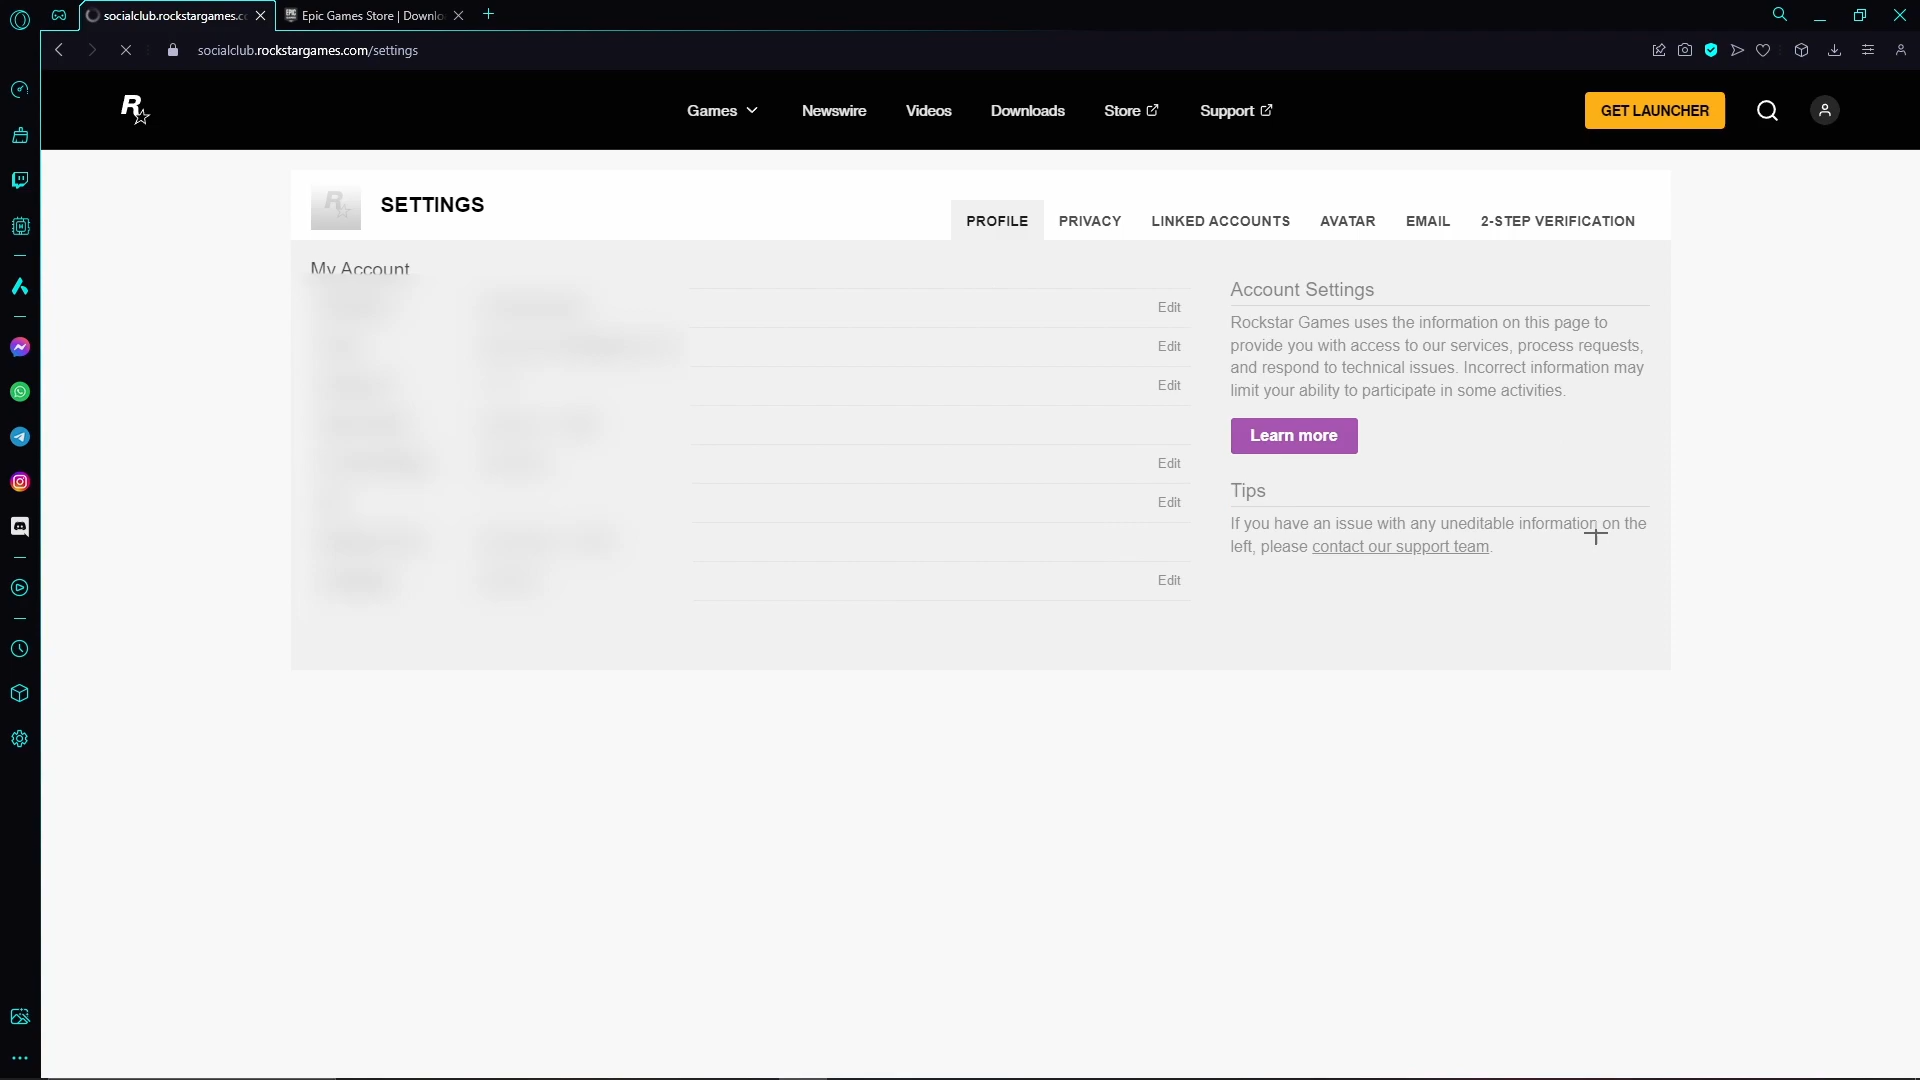 socialclub.rockstargames.c
Epic Games Store | Downlo
socialclub.rockstargames.com/settings
R
Games
Newswire
Videos
Downloads
Store
Support
GET LAUNCHER
R
SETTINGS
PROFILE
PRIVACY
LINKED ACCOUNTS
AVATAR
EMAIL
2-STEP VERIFICATION
My Account
Edit
Edit
Edit
Edit
Edit
Edit
Account Settings
Rockstar Games uses the information on this page to
provide you with access to our services, process requests,
and respond to technical issues. Incorrect information may
limit your ability to participate in some activities.
Learn more
Tips
If you have an issue with any uneditable information on the
left, please contact our support team.